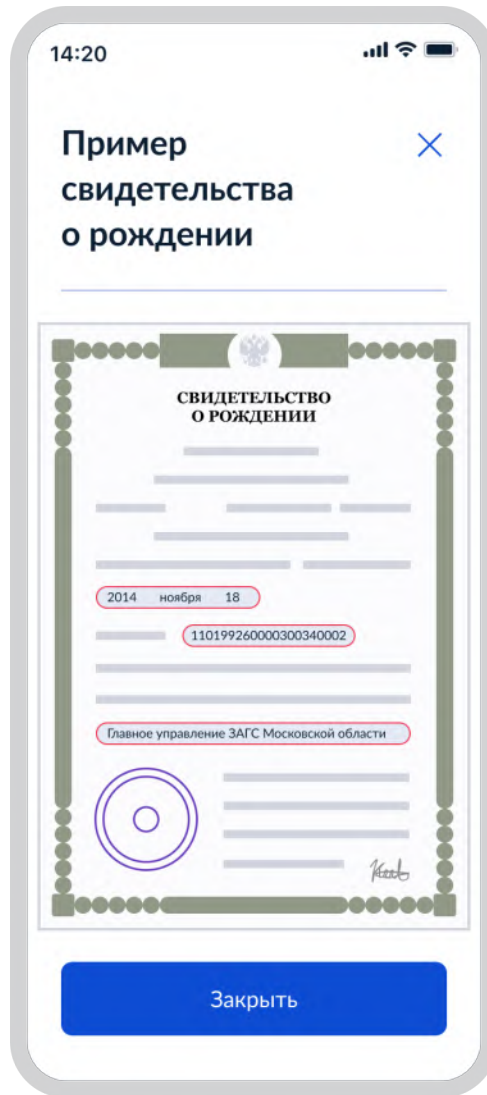 14:20
Пример
свидетельства
о рождении
СВИДЕТЕЛЬСТВО
О РОЖДЕНИИ
2014 ноября 18
110199260000300340002
Главное управление ЗАГС Московской области
Закрыть